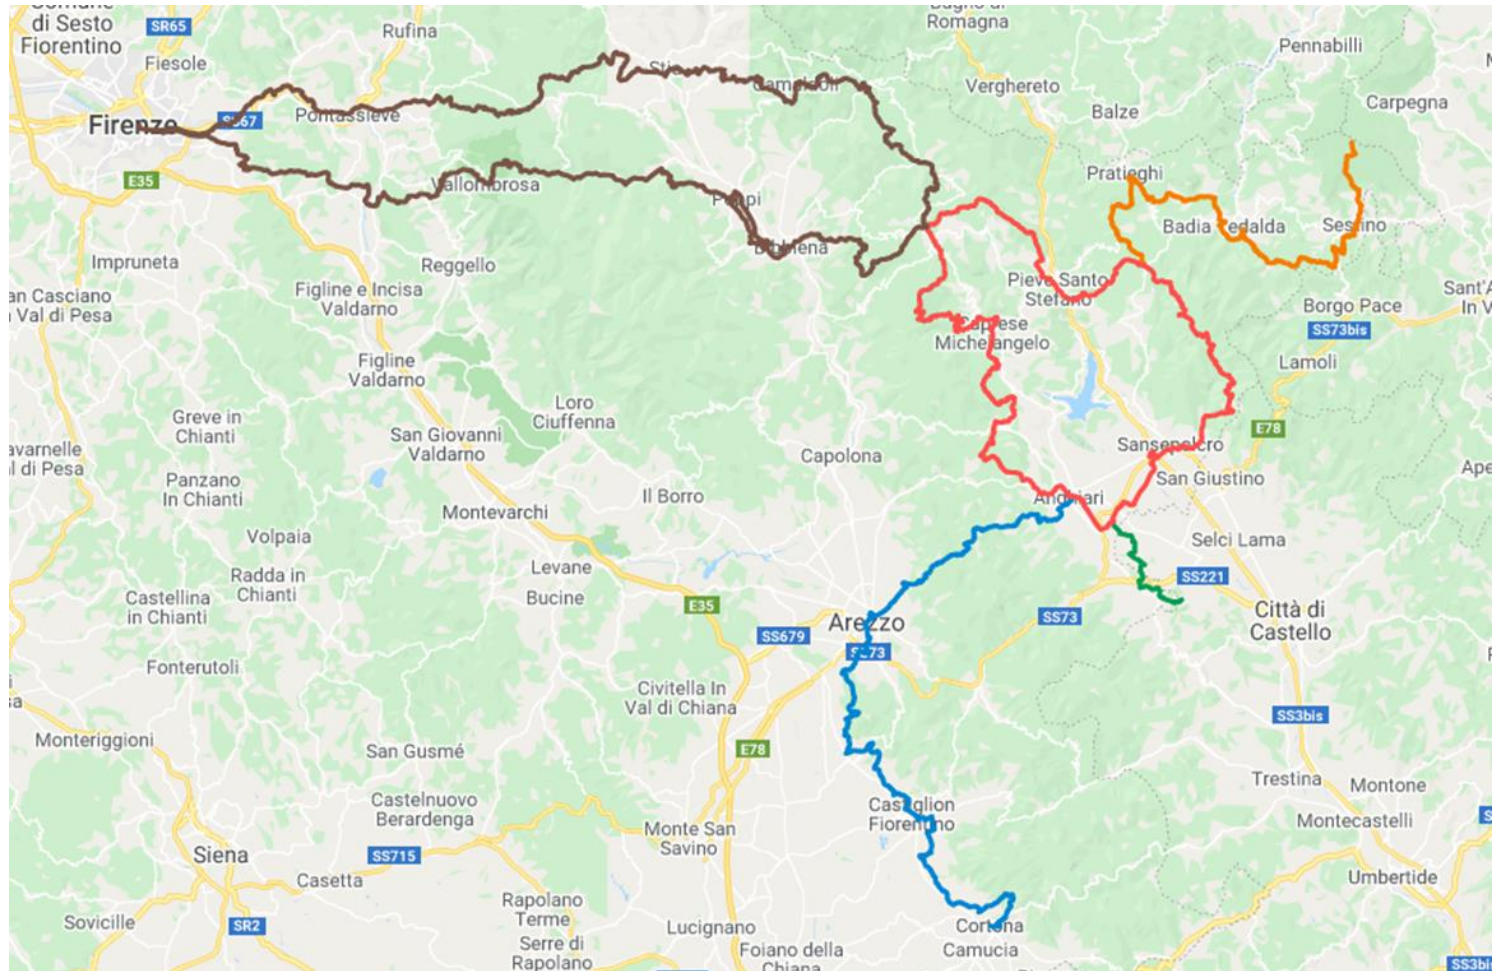 di Sesto
Fiorentino
SR65
Rufina
Fiesole
Romagna
Pennabilli
Verghereto
Carpegna
Balze
Firenze
SS67
Pontassieve
Camaldoli
E35
Vallombrosa
Poppi
Pratieghi
Badia Tedalda
Sestino
Bibbiena
Impruneta
Reggello
Figline e Incisa
Valdarno
Pieve Santo
Stefano
an Casciano
Val di Pesa
Borgo Pace
SS73bis
Caprese
Michelangelo
Lamoli
Figline
Valdarno
Loro
Ciuffenna
Greve in
Chianti
E78
San Giovanni
Valdarno
avarnelle
l di Pesa
Capolona
Sansepolcro
Panzano
In Chianti
San Giustino
Il Borro
Anghiari
Montevarchi
Volpaia
Selci Lama
Levane
Radda in
Chianti
SS221
Castellina
in Chianti
Bucine
E35
SS73
Città di
Castello
Arezzo
SS679
SS73
Fonterutoli
Civitella In
Val di Chiana
SS3bis
Monteriggioni
San Gusmé
E78
Trestina
Montone
Castelnuovo
Berardenga
Castiglion
Fiorentino
Montecastelli
Monte San
Savino
Siena
SS715
Casetta
Umbertide
Rapolano
Terme
Sovicille
SR2
Lucignano
Cortona
Camucia
Serre di
Rapolano
Foiano della
Chiana
SS3bis